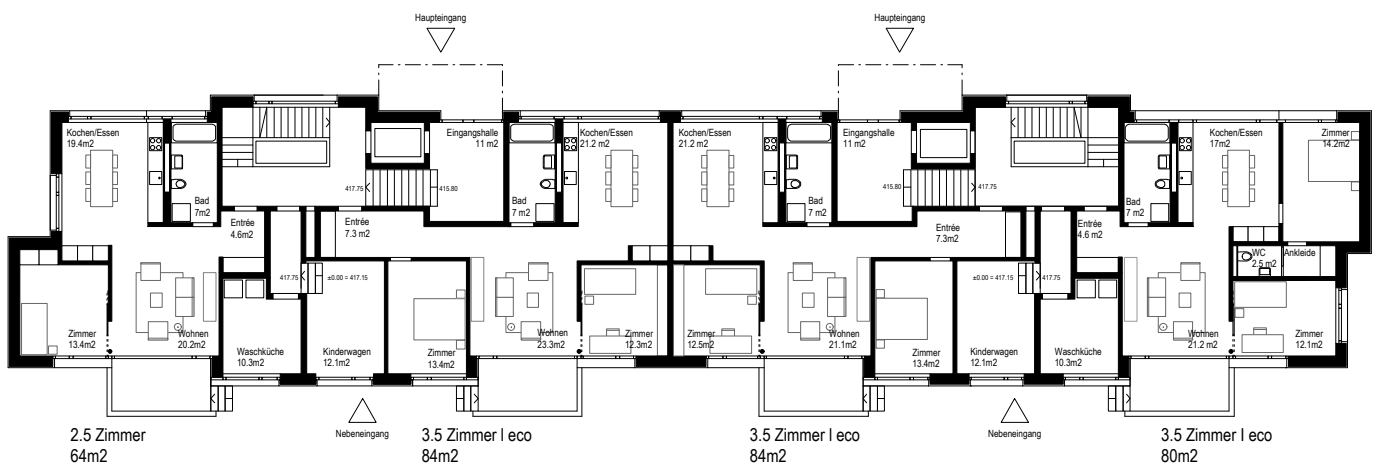 Haupteingang
Haupteingang
Kochen/Essen
19.4m2
Bad
7m2
Entrée
4.6m2
417.75
415.80
Entrée
7.3 m2
Eingangshalle
11 m2
Bad
7 m2
Kochen/Essen
21.2 m2
Kochen/Essen
21.2 m2
Bad
7 m2
Eingangshalle
11 m2
415.80
417.75
Entrée
7.3m2
Entrée
4.6 m2
Bad
7 m2
Kochen/Essen
17m2
Zimmer
14.2m2
WC
2.5 m2
Ankleide
417.75
±0.00 = 417.15
±0.00 = 417.15
417.75
Zimmer
13.4m2
Wohnen
20.2m2
Waschküche
10.3m2
Kinderwagen
12.1m2
Zimmer
13.4m2
Wohnen
23.3m2
Zimmer
12.3m2
Zimmer
12.5m2
Wohnen
21.1m2
Zimmer
13.4m2
Kinderwagen
12.1m2
Waschküche
10.3m2
Wohnen
21.2 m2
Zimmer
12.1m2
Nebeneingang
Nebeneingang
2.5 Zimmer
64m2
3.5 Zimmer I eco
84m2
3.5 Zimmer I eco
84m2
3.5 Zimmer I eco
80m2